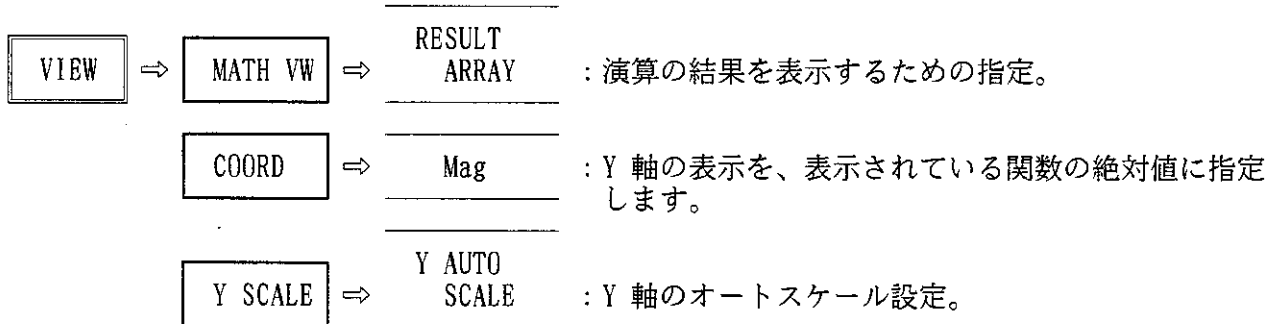 VIEW ⇨ MATH VW ⇨ RESULT ARRAY :演算の結果を表示するための指定。
COORD ⇨ Mag :Y 軸の表示を、表示されている関数の絶対値に指定
します。
Y SCALE ⇨ Y AUTO SCALE :Y 軸のオートスケール設定。